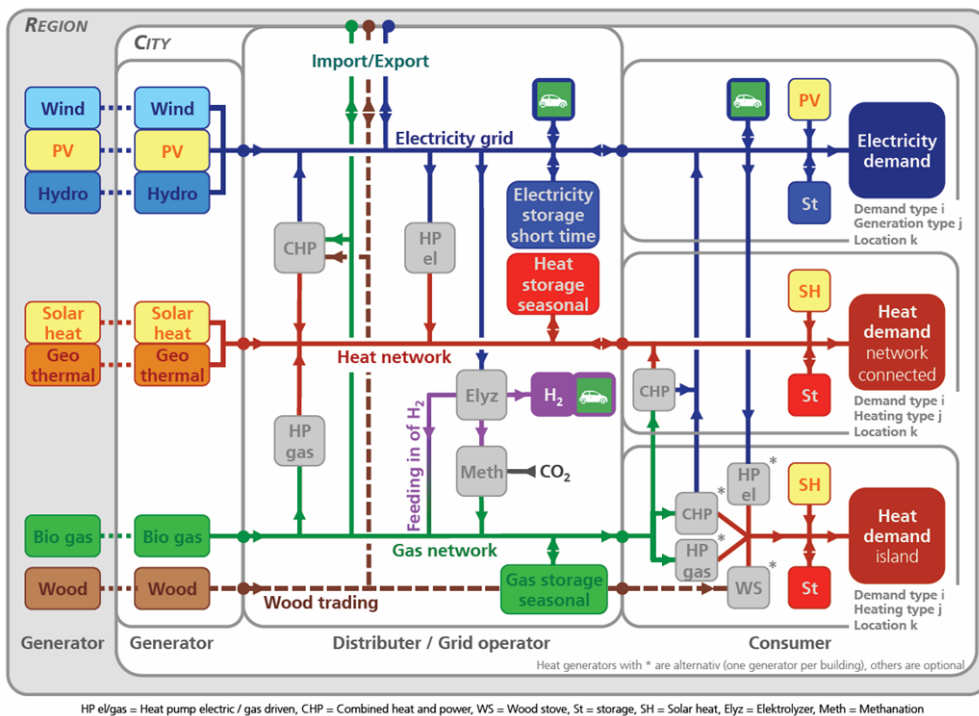 REGION
CITY
Import/Export
Wind
Wind
PV
PV
Electricity grid
PV
Electricity
demand
Hydro
Hydro
Electricity
storage
short time
St
CHP
HP
el
Demand type i
Generation type j
Location k
Heat
storage
seasonal
SH
Solar
heat
Solar
heat
Heat network
Heat
demand
network
connected
Geo
thermal
Geo
thermal
Elyz
H2
CHP
St
Demand type i
Heating type j
Location k
HP
gas
Feeding in of H2
Meth
CO2
*
HP
el
*
SH
CHP
Bio gas
Bio gas
Gas network
*
HP
gas
Heat
demand
island
Wood
Wood
Wood trading
Gas storage
seasonal
*
WS
St
Demand type i
Heating type j
Location k
Generator
Generator
Distributer / Grid operator
Consumer
Heat generators with * are alternativ (one generator per building), others are optional
HP el/gas = Heat pump electric / gas driven, CHP = Combined heat and power, WS = Wood stove, St = storage, SH = Solar heat, Elyz = Elektrolyzer, Meth = Methanation